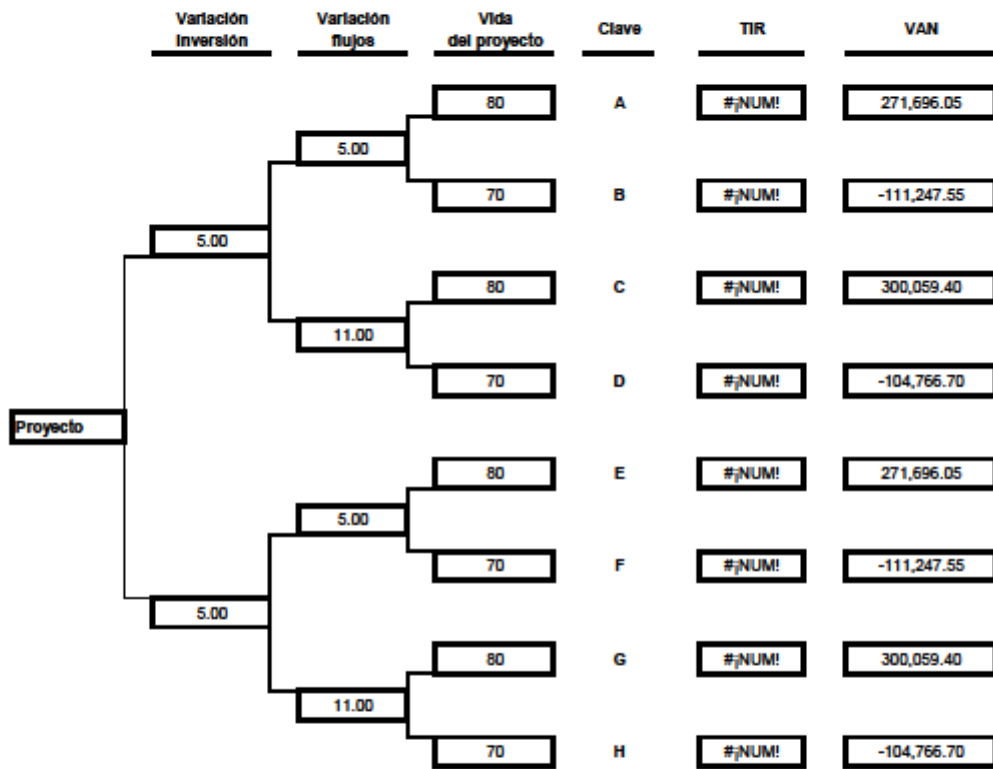 Variación Inversión
Variación flujos
Vida del proyecto
Clave
TIR
VAN
80 A #¡NUM! 271,696.05
5.00
70 B #¡NUM! -111,247.55
5.00
80 C #¡NUM! 300,059.40
11.00
70 D #¡NUM! -104,766.70
Proyecto
80 E #¡NUM! 271,696.05
5.00
70 F #¡NUM! -111,247.55
5.00
80 G #¡NUM! 300,059.40
11.00
70 H #¡NUM! -104,766.70